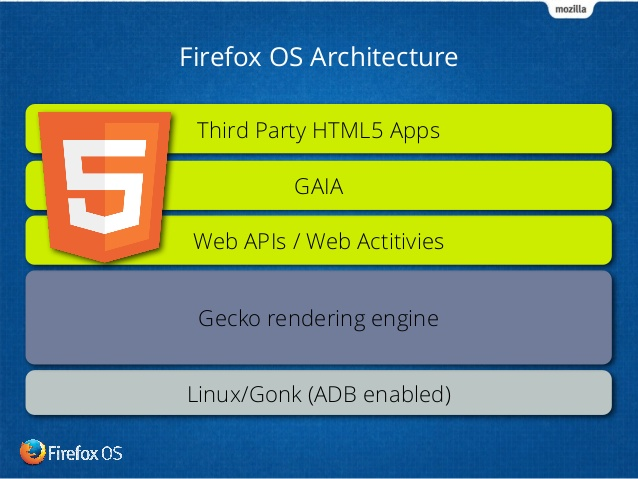 mozilla
Firefox OS Architecture
Third Party HTML5 Apps
GAIA
Web APIs / Web Actitivies
Gecko rendering engine
Linux/Gonk (ADB enabled)
Firefox OS